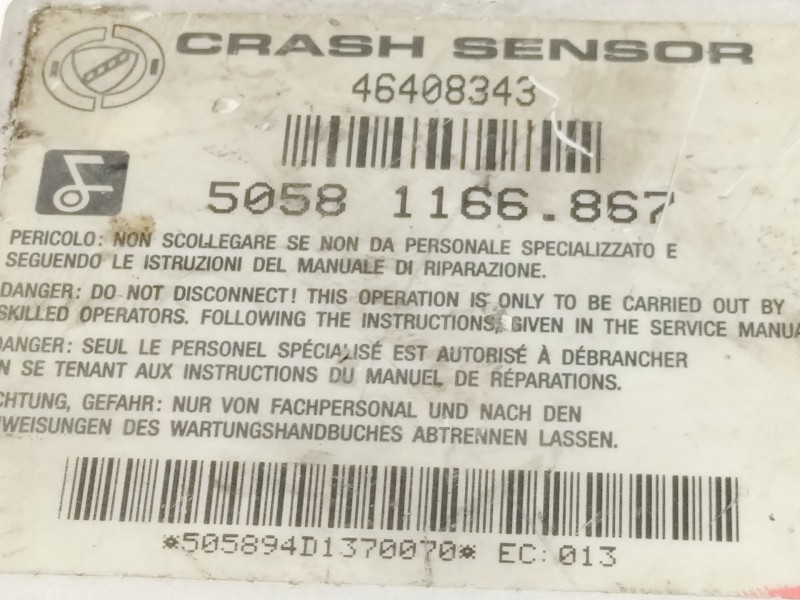 CRASH SENSOR
46408343
5058 1166.867
PERICOLO: NON SCOLLEGARE SE NON DA PERSONALE SPECIALIZZATO E
SEGUENDO LE ISTRUZIONI DEL MANUALE DI RIPARAZIONE.
DANGER: DO NOT DISCONNECT! THIS OPERATION IS ONLY TO BE CARRIED OUT BY
SKILLED OPERATORS. FOLLOWING THE INSTRUCTIONS, GIVEN IN THE SERVICE MANUA
DANGER: SEUL LE PERSONEL SPÉCIALISÉ EST AUTORISÉ À DÉBRANCHER
N SE TENANT AUX INSTRUCTIONS DU MANUEL DE RÉPARATIONS.
CHTUNG, GEFAHR: NUR VON FACHPERSONAL UND NACH DEN
NWEISUNGEN DES WARTUNGSHANDBUCHES ABTRENNEN LASSEN.
*505894D1370070* EC:013